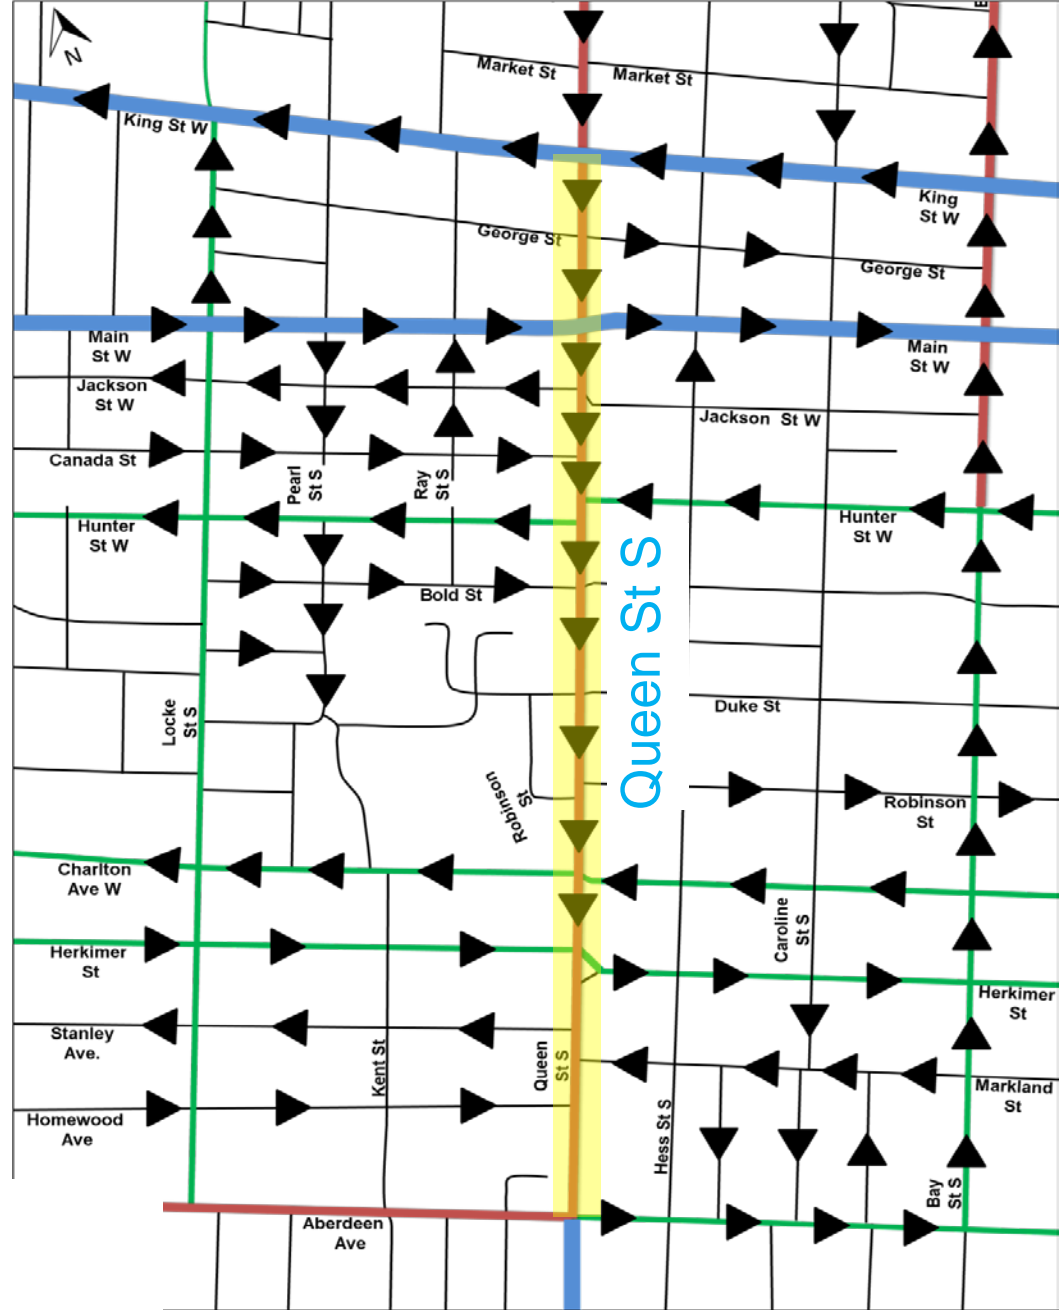 N
Market St
Market St
King St W
King
St W
George St
George St
Main
St W
Main
St W
Jackson
St W
Jackson St W
Canada St
Pearl
St S
Ray
St S
Hunter
St W
Hunter
St W
Bold St
Queen St S
Locke
St S
Duke St
Robinson
St
Robinson
St
Charlton
Ave W
Caroline
St S
Herkimer
St
Herkimer
St
Stanley
Ave.
Kent St
Queen
St S
Markland
St
Homewood
Ave
Hess St S
Bay
St S
Aberdeen
Ave